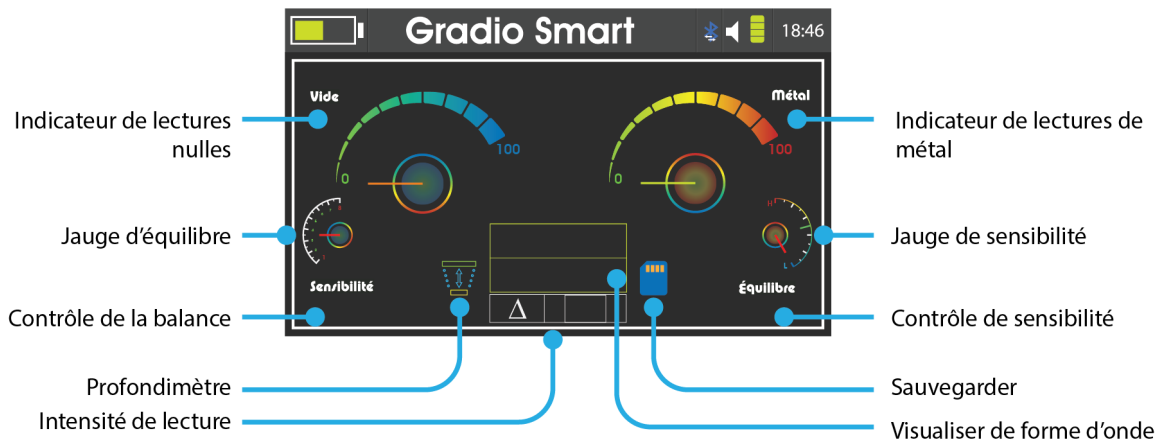 Gradio Smart
18:46
Vide
Métal
Indicateur de lectures
nulles
Indicateur de lectures de
métal
100
100
0
0
H
Jauge d'équilibre
Jauge de sensibilité
L
Sensibilité
Équilibre
Contrôle de la balance
Δ
Contrôle de sensibilité
Profondimètre
Sauvegarder
Intensité de lecture
Visualiser de forme d'onde